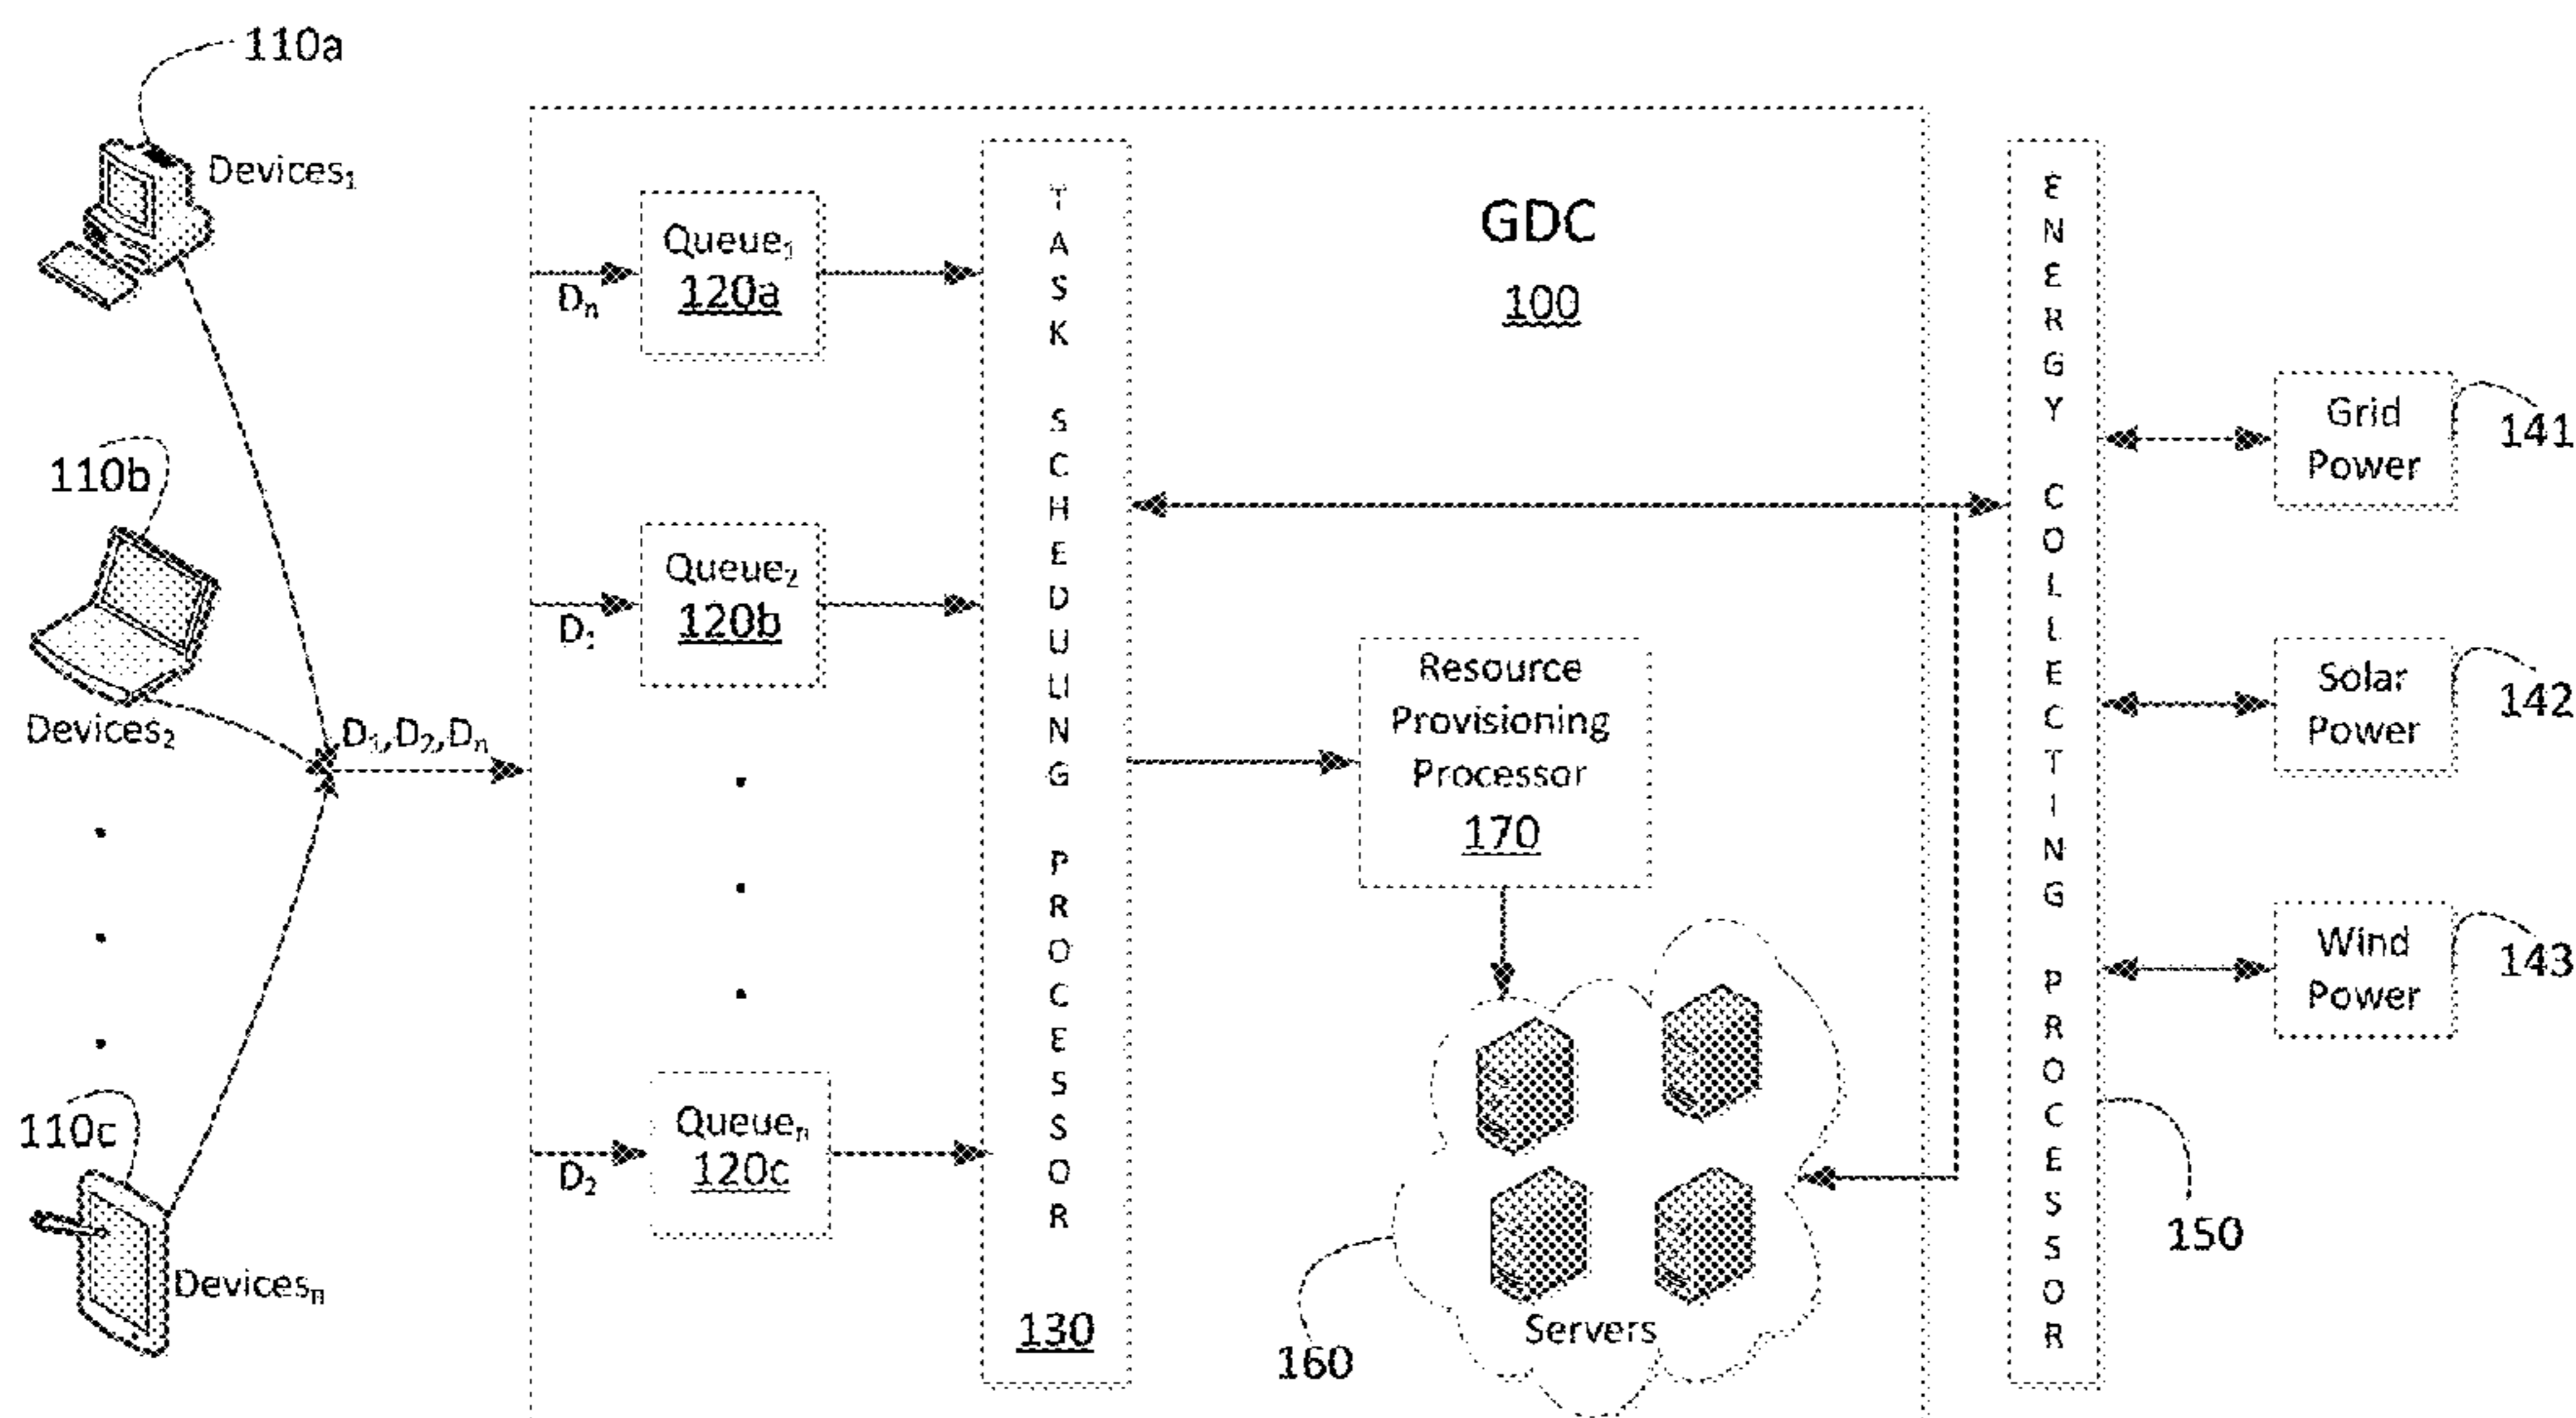 110a
Devices₁
110b
Devices₂
110c
Devicesₙ
D₁,D₂,Dₙ
Dₙ
Queue₁
120a
D₁
Queue₂
120b
D₂
Queueₙ
120c
TASK SCHEDULING PROCESSOR
130
GDC
100
Resource
Provisioning
Processor
170
Servers
160
ENERGY COLLECTING PROCESSOR
150
Grid
Power
141
Solar
Power
142
Wind
Power
143